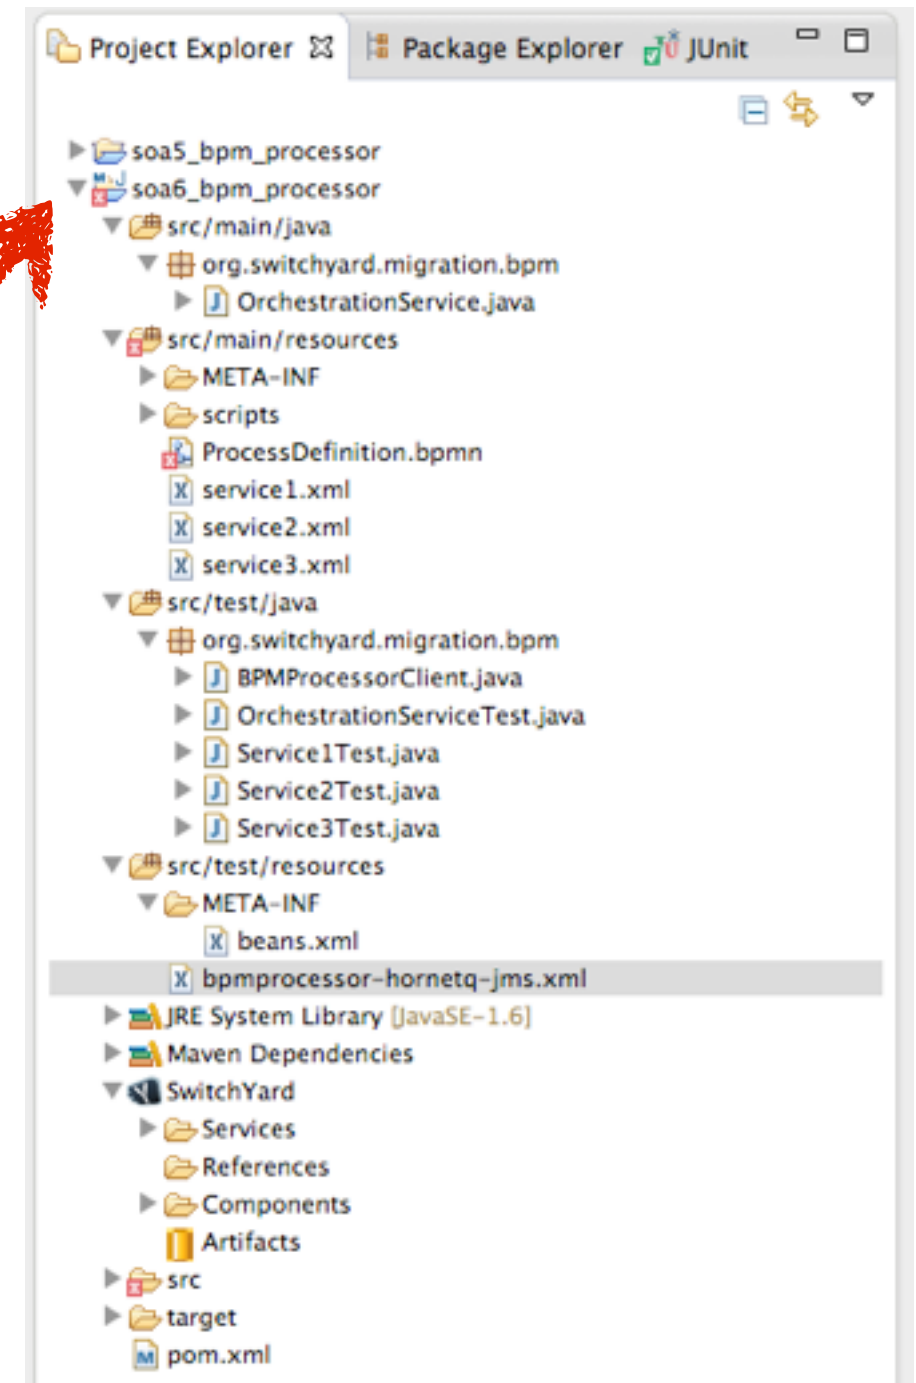 Project Explorer Package Explorer JUnit
soa5_bpm_processor
soa6_bpm_processor
src/main/java
org.switchyard.migration.bpm
OrchestrationService.java
src/main/resources
META-INF
scripts
ProcessDefinition.bpmn
service1.xml
service2.xml
service3.xml
src/test/java
org.switchyard.migration.bpm
BPMProcessorClient.java
OrchestrationServiceTest.java
Service1Test.java
Service2Test.java
Service3Test.java
src/test/resources
META-INF
beans.xml
bpmprocessor-hornetq-jms.xml
JRE System Library [JavaSE-1.6]
Maven Dependencies
SwitchYard
Services
References
Components
Artifacts
src
target
pom.xml